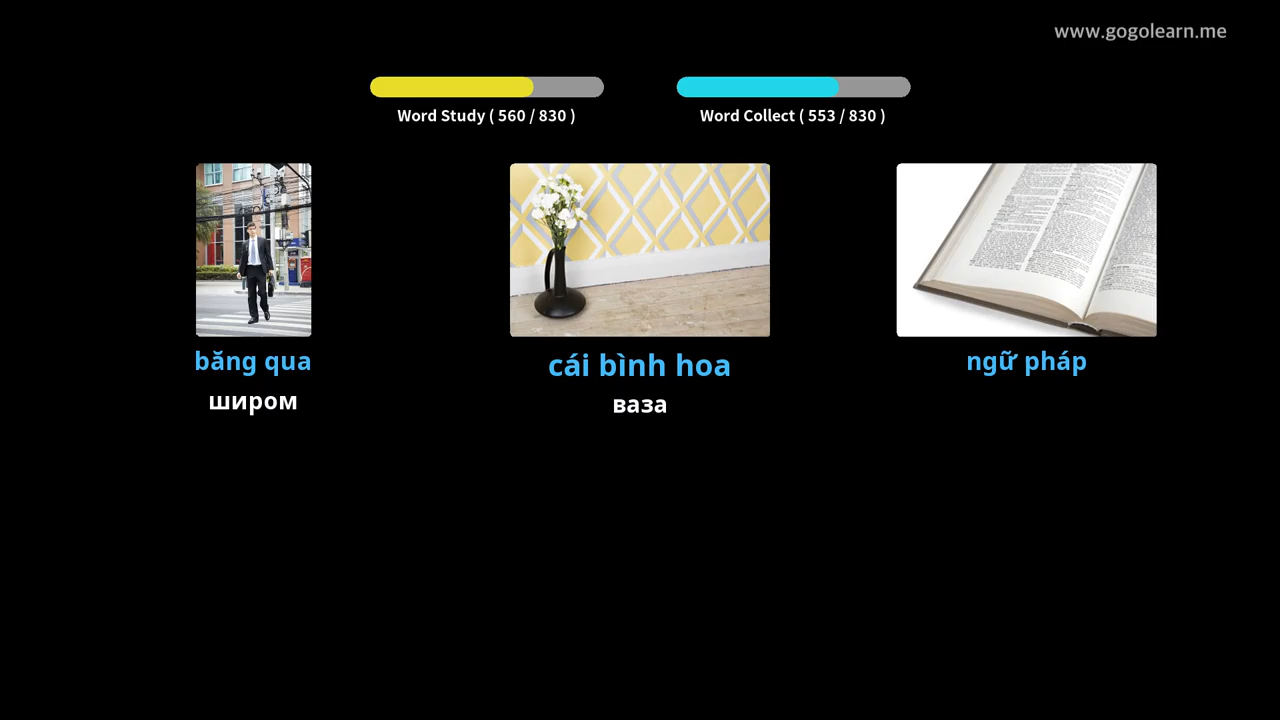 www.gogolearn.me
Word Study ( 560 / 830 )
Word Collect ( 553 / 830 )
băng qua
широм
cái bình hoa
ваза
ngữ pháp